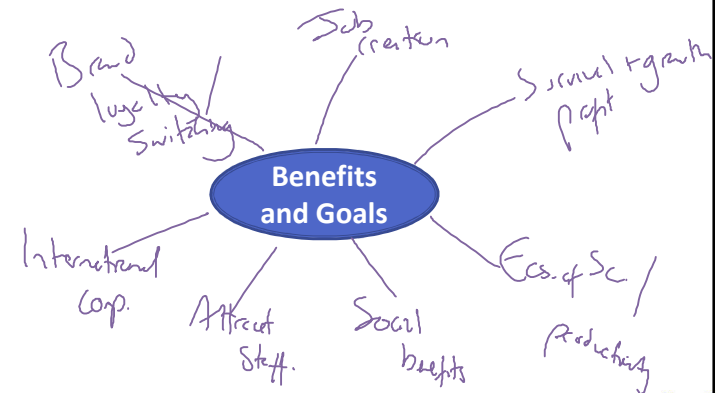 Job
Creation
Brand
loyalty /
Switching
Survival + growth
profit
Benefits
and Goals
International
Comp.
Attract
Staff.
Social
benefits
Ecs. of Sc. /
Productivity